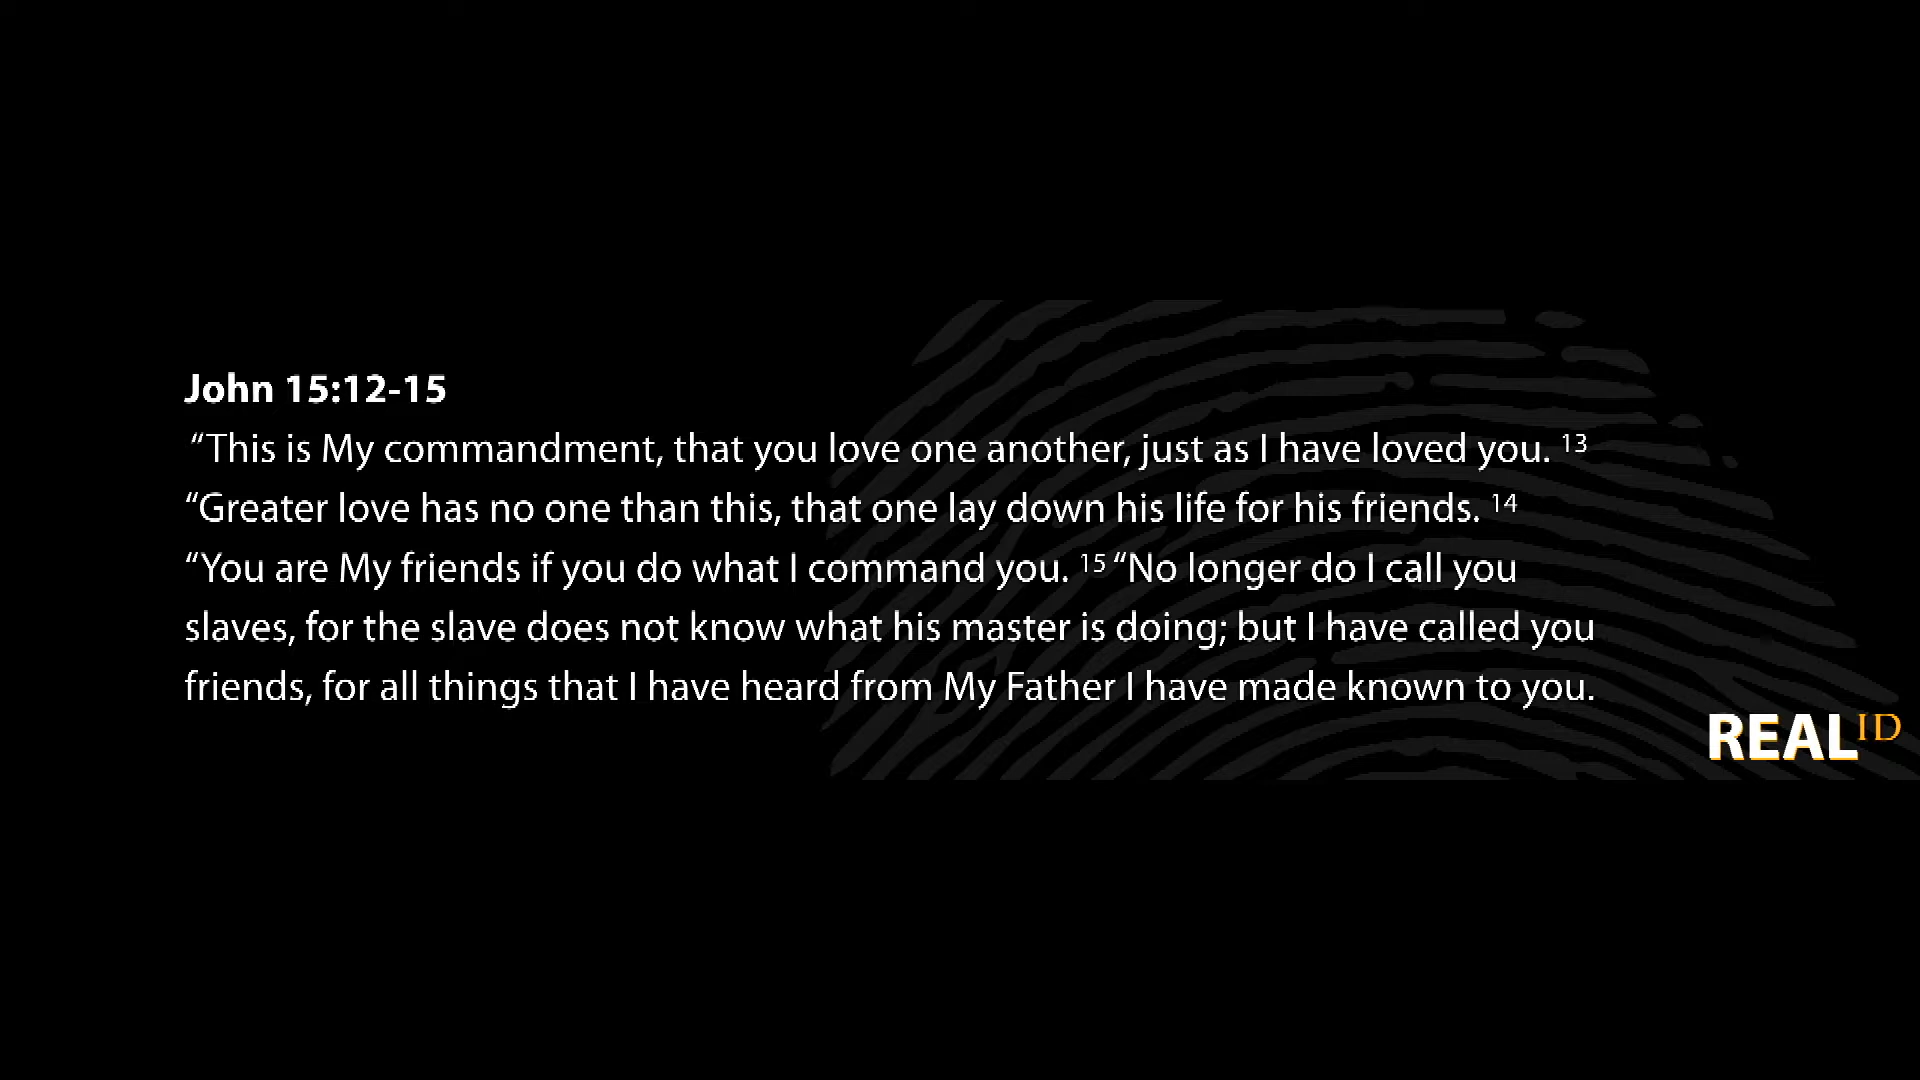 John 15:12-15
“This is My commandment, that you love one another, just as I have loved you. 13
“Greater love has no one than this, that one lay down his life for his friends. 14
“You are My friends if you do what I command you. 15 “No longer do I call you
slaves, for the slave does not know what his master is doing; but I have called you
friends, for all things that I have heard from My Father I have made known to you.
REAL ID